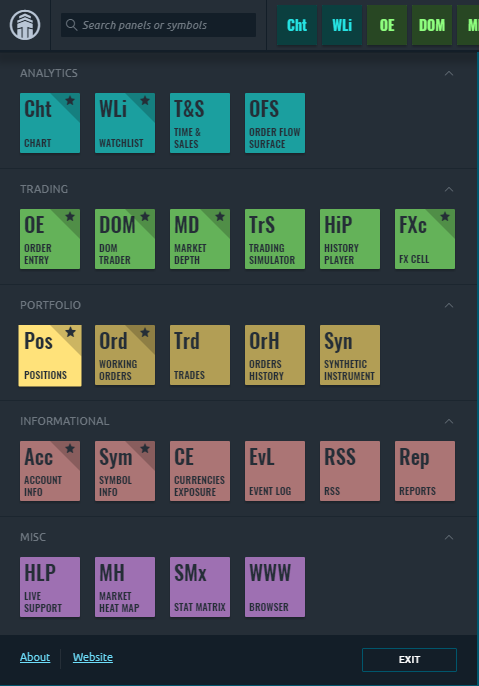 Search panels or symbols
Cht WLi OE DOM
ANALYTICS
Cht WLi T&S OFS
CHART WATCHLIST TIME & SALES ORDER FLOW SURFACE
TRADING
OE DOM MD TrS HiP FXc
ORDER ENTRY DOM TRADER MARKET DEPTH TRADING SIMULATOR HISTORY PLAYER FX CELL
PORTFOLIO
Pos Ord Trd OrH Syn
POSITIONS WORKING ORDERS TRADES ORDERS HISTORY SYNTHETIC INSTRUMENT
INFORMATIONAL
Acc Sym CE EvL RSS Rep
ACCOUNT INFO SYMBOL INFO CURRENCIES EXPOSURE EVENT LOG RSS REPORTS
MISC
HLP MH SMx WWW
LIVE SUPPORT MARKET HEAT MAP STAT MATRIX BROWSER
About Website EXIT